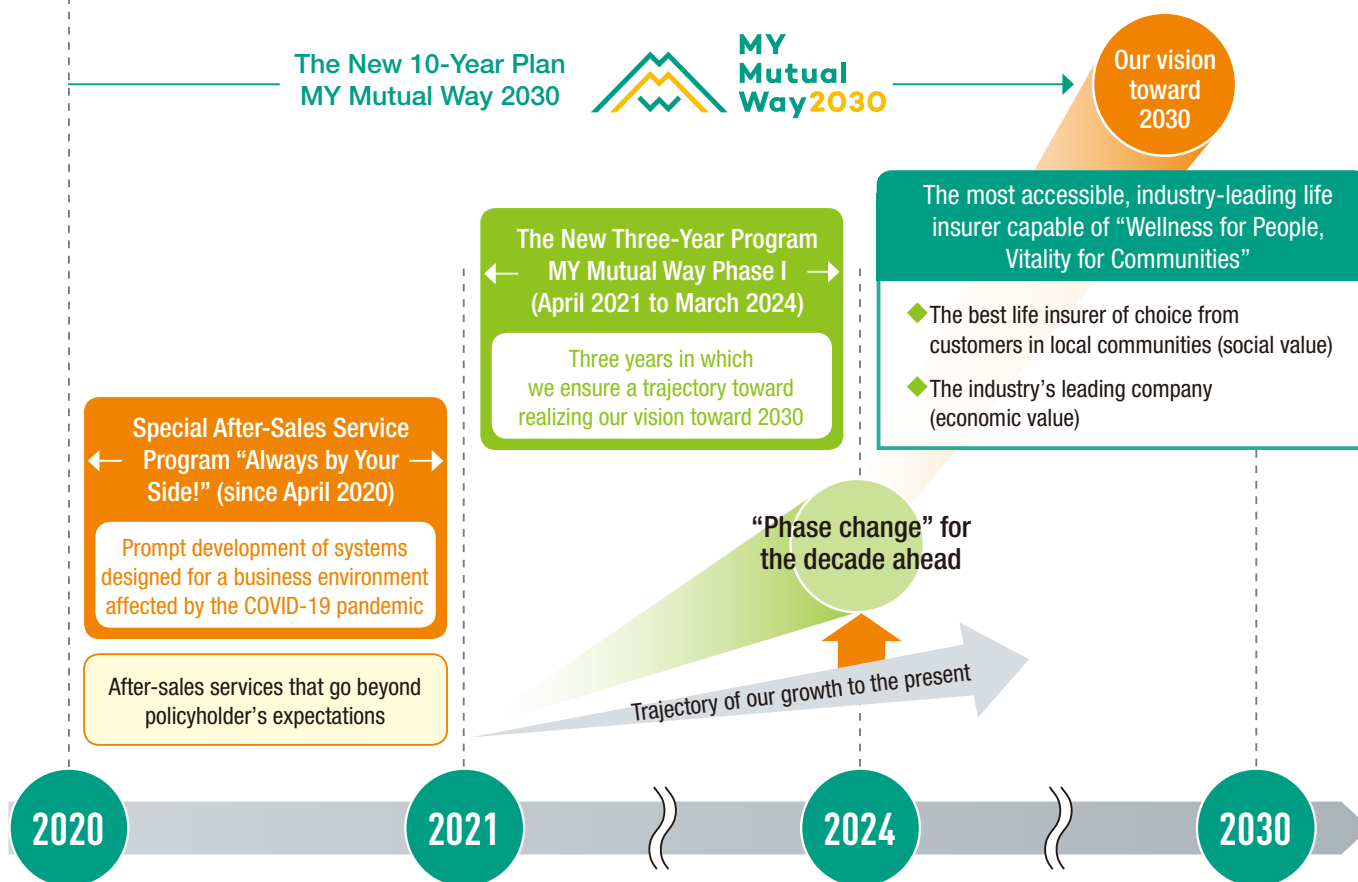 The New 10-Year Plan
MY Mutual Way 2030
MY
Mutual
Way2030
Our vision
toward
2030
The most accessible, industry-leading life
insurer capable of “Wellness for People,
Vitality for Communities”
◆The best life insurer of choice from
customers in local communities (social value)
◆The industry’s leading company
(economic value)
The New Three-Year Program
MY Mutual Way Phase I
(April 2021 to March 2024)
Three years in which
we ensure a trajectory toward
realizing our vision toward 2030
Special After-Sales Service
Program “Always by Your
Side!” (since April 2020)
Prompt development of systems
designed for a business environment
affected by the COVID-19 pandemic
After-sales services that go beyond
policyholder’s expectations
“Phase change” for
the decade ahead
Trajectory of our growth to the present
2020
2021
2024
2030